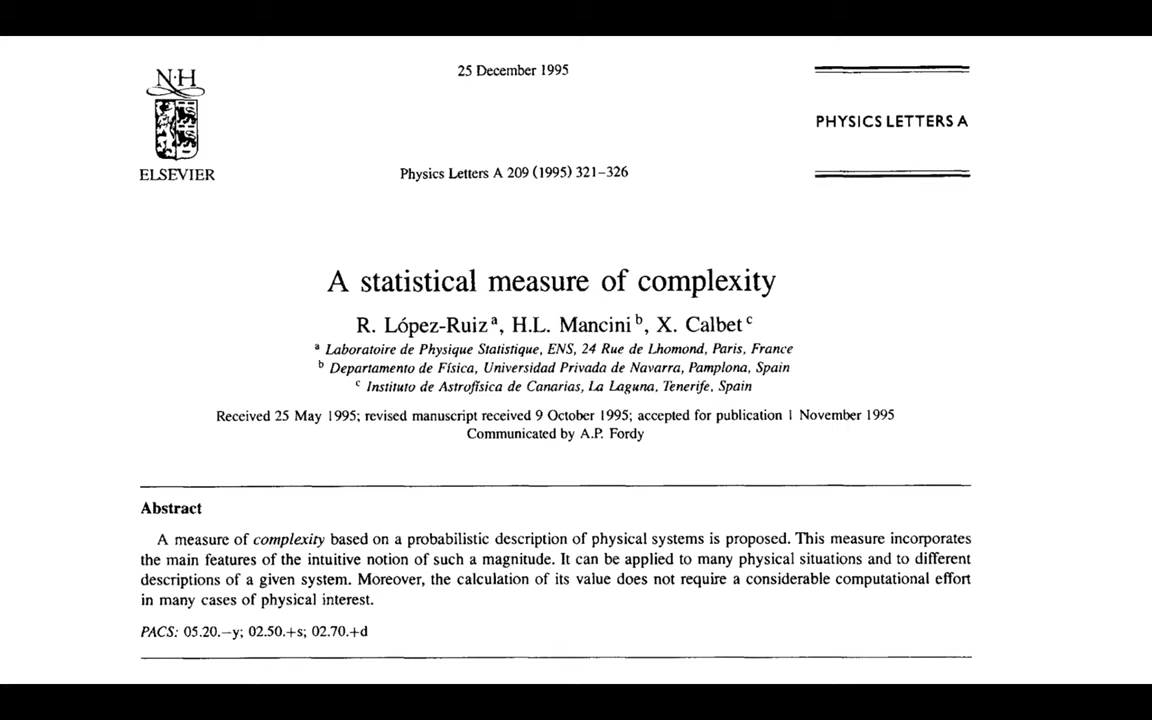 N·H
ELSEVIER
25 December 1995
Physics Letters A 209 (1995) 321–326
PHYSICS LETTERS A
A statistical measure of complexity
R. López-Ruiz a, H.L. Mancini b, X. Calbet c
a Laboratoire de Physique Statistique, ENS, 24 Rue de Lhomond, Paris, France
b Departamento de Física, Universidad Privada de Navarra, Pamplona, Spain
c Instituto de Astrofísica de Canarias, La Laguna, Tenerife, Spain
Received 25 May 1995; revised manuscript received 9 October 1995; accepted for publication 1 November 1995
Communicated by A.P. Fordy
Abstract
A measure of complexity based on a probabilistic description of physical systems is proposed. This measure incorporates
the main features of the intuitive notion of such a magnitude. It can be applied to many physical situations and to different
descriptions of a given system. Moreover, the calculation of its value does not require a considerable computational effort
in many cases of physical interest.
PACS: 05.20.−y; 02.50.+s; 02.70.+d